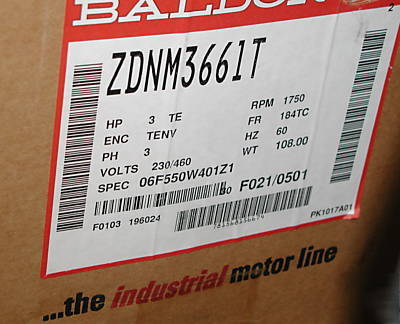 BALDOR
2
ZDNM3661T
HP 3 TE RPM 1750
ENC TENV FR 184TC
PH 3 HZ 60
VOLTS 230/460 WT 108.00
SPEC 06F550W401Z1
F021/0501
F0103 196024
PK1017A01
...the industrial motor line